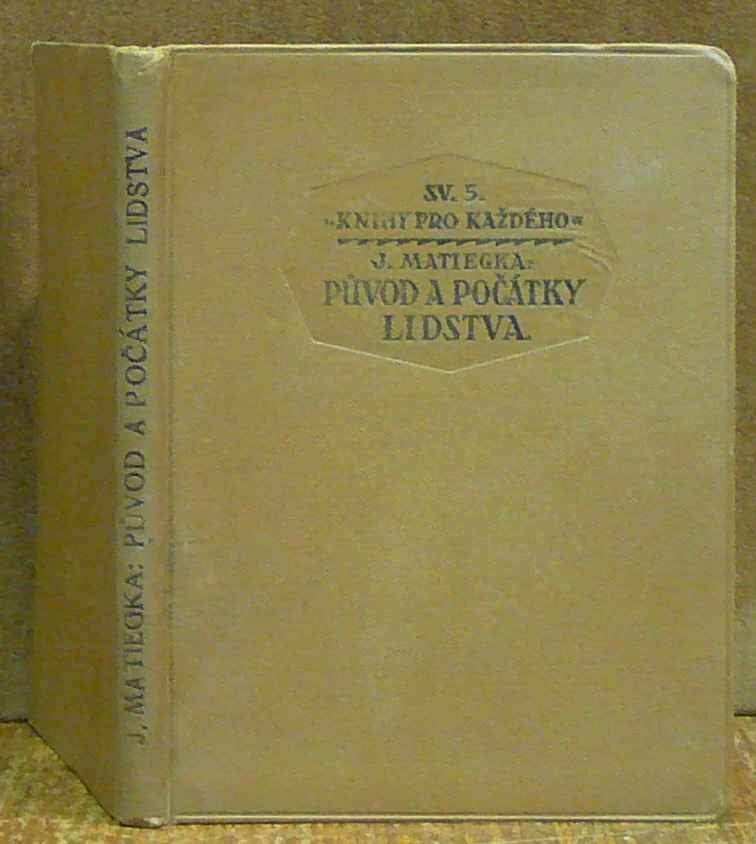 SV. 5.
"KNIHY PRO KAŽDÉHO"
J. MATIEGKA:
PŮVOD A POČÁTKY
LIDSTVA.
J. MATIEGKA: PŮVOD A POČÁTKY LIDSTVA